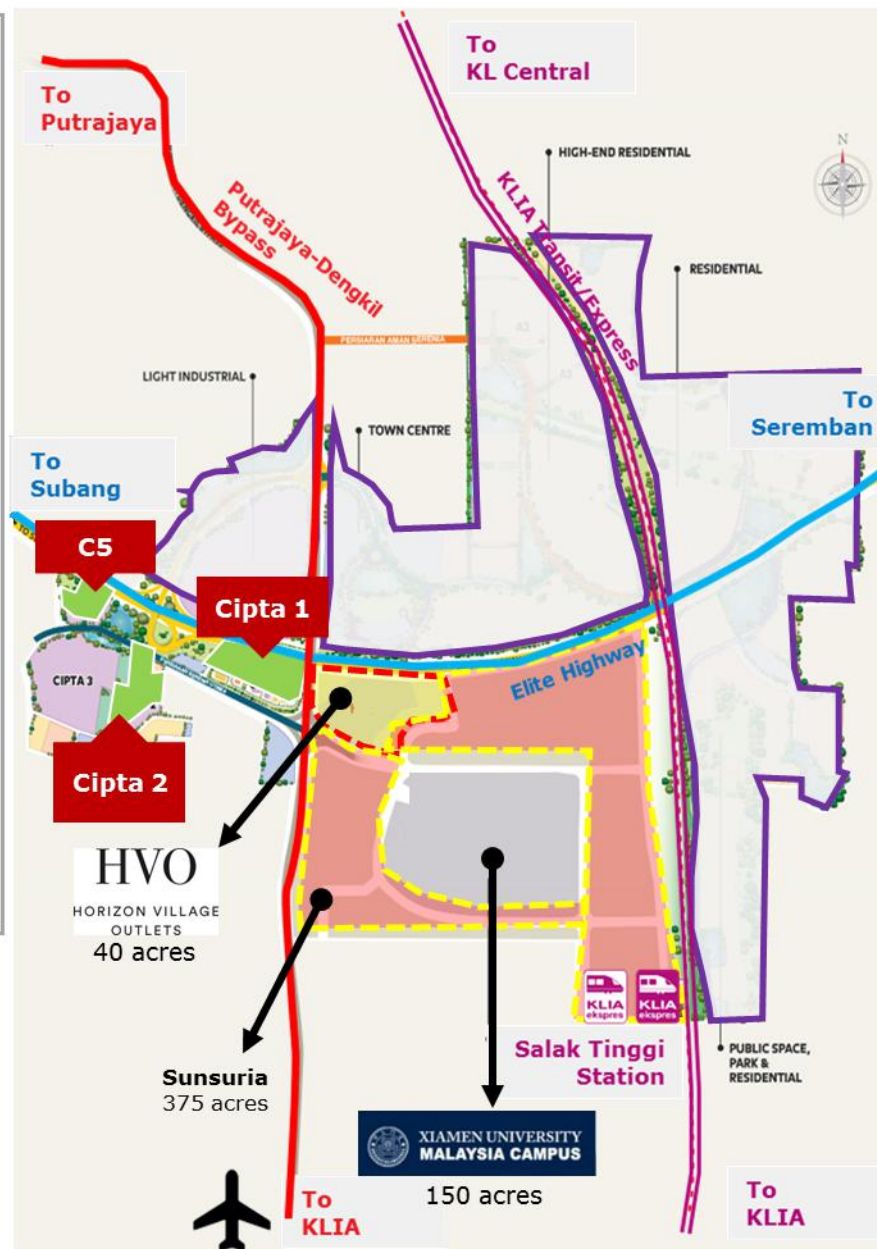 To
KL Central
To
Putrajaya
N
HIGH-END RESIDENTIAL
Putrajaya-Dengkil
Bypass
KLIA Transit/Express
RESIDENTIAL
PERSIARAN AMAN SERENIA
LIGHT INDUSTRIAL
TOWN CENTRE
To
Seremban
To
Subang
C5
Cipta 1
Elite Highway
CIPTA 3
Cipta 2
HVO
HORIZON VILLAGE
OUTLETS
40 acres
KLIA
ekspres
KLIA
ekspres
Salak Tinggi
Station
PUBLIC SPACE,
PARK &
RESIDENTIAL
Sunsuria
375 acres
XIAMEN UNIVERSITY
MALAYSIA CAMPUS
150 acres
To
KLIA
To
KLIA